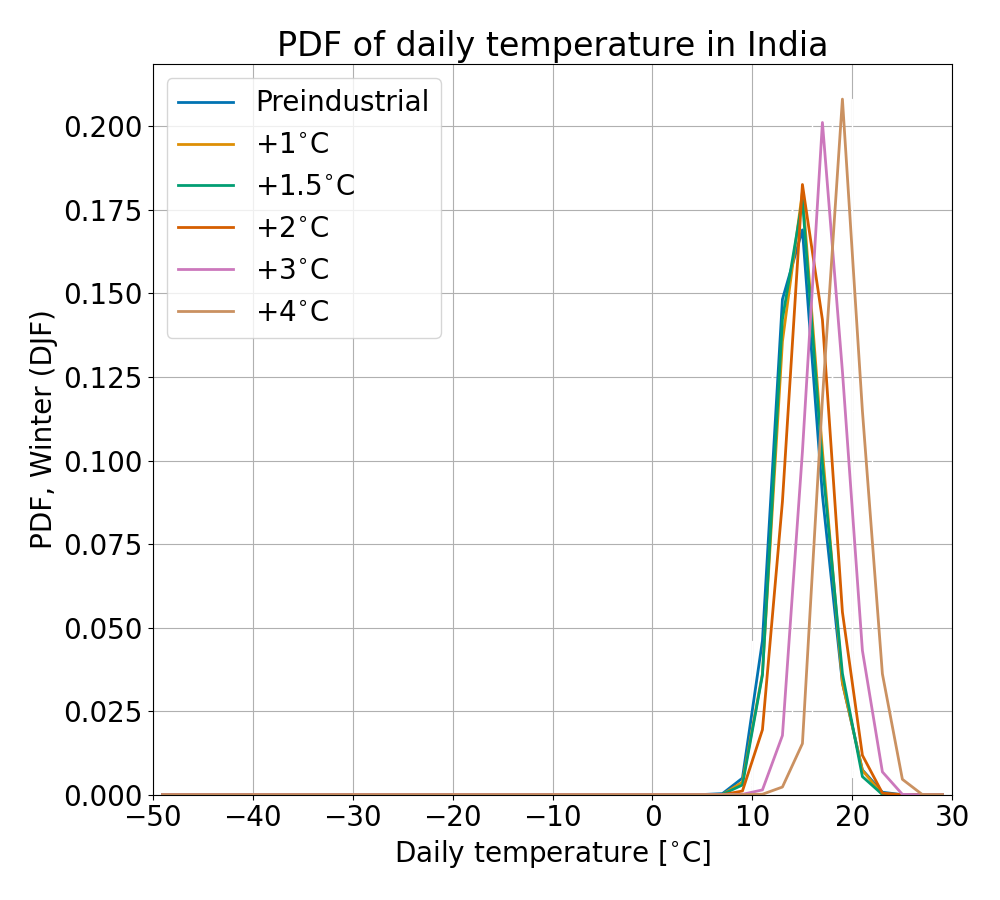 PDF of daily temperature in India
Preindustrial
+1°C
+1.5°C
+2°C
+3°C
+4°C
PDF, Winter (DJF)
0.200
0.175
0.150
0.125
0.100
0.075
0.050
0.025
0.000
−50 −40 −30 −20 −10 0 10 20 30
Daily temperature [°C]